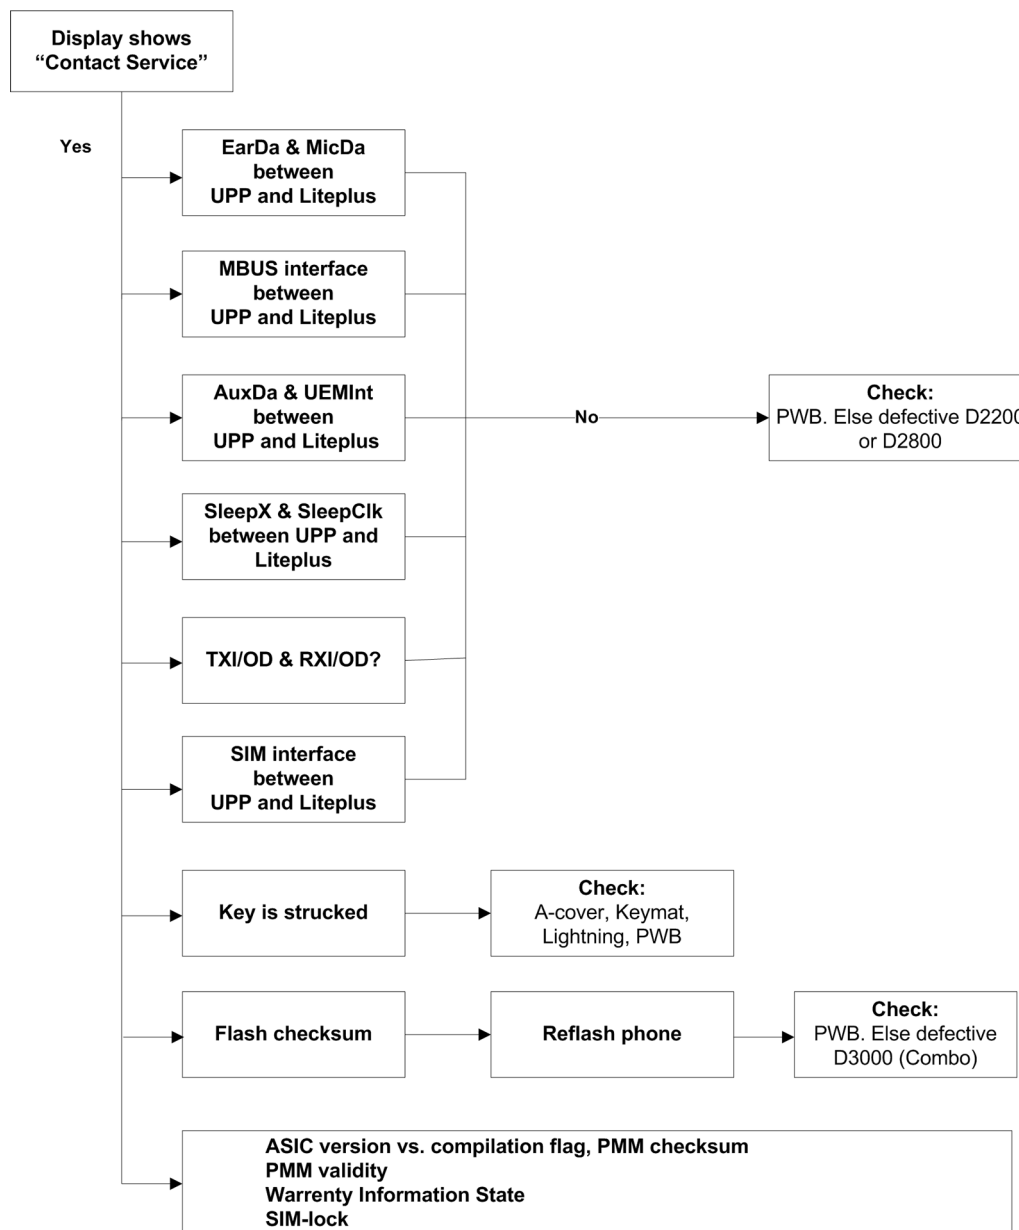 Display shows
“Contact Service”
Yes
EarDa & MicDa
between
UPP and Liteplus
MBUS interface
between
UPP and Liteplus
AuxDa & UEMInt
between
UPP and Liteplus
No
Check:
PWB. Else defective D2200
or D2800
SleepX & SleepClk
between UPP and
Liteplus
TXI/OD & RXI/OD?
SIM interface
between
UPP and Liteplus
Key is strucked
Check:
A-cover, Keymat,
Lightning, PWB
Flash checksum
Reflash phone
Check:
PWB. Else defective
D3000 (Combo)
ASIC version vs. compilation flag, PMM checksum
PMM validity
Warrenty Information State
SIM-lock